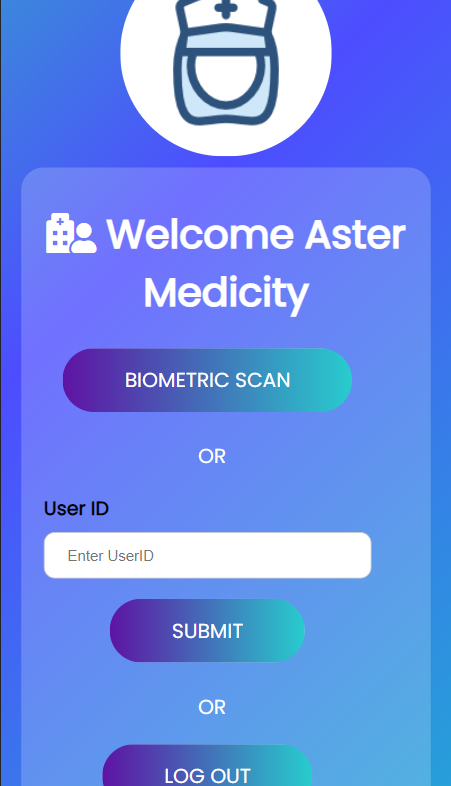 Welcome Aster
Medicity
BIOMETRIC SCAN
OR
User ID
Enter UserID
SUBMIT
OR
LOG OUT